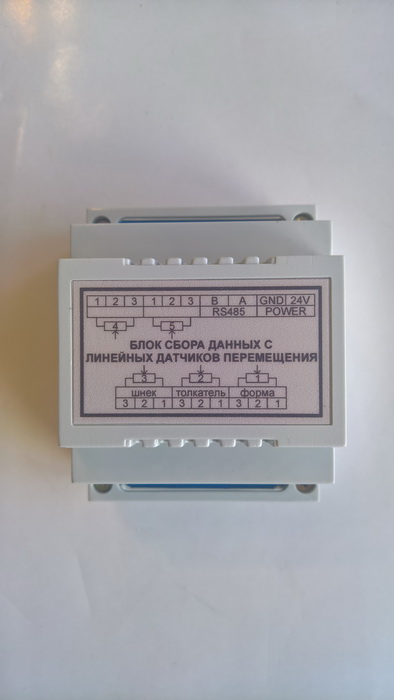 1 2 3 1 2 3 B A GND 24V
RS485 POWER
4 5
БЛОК СБОРА ДАННЫХ С
ЛИНЕЙНЫХ ДАТЧИКОВ ПЕРЕМЕЩЕНИЯ
3 2 1
шнек толкатель форма
3 2 1 3 2 1 3 2 1